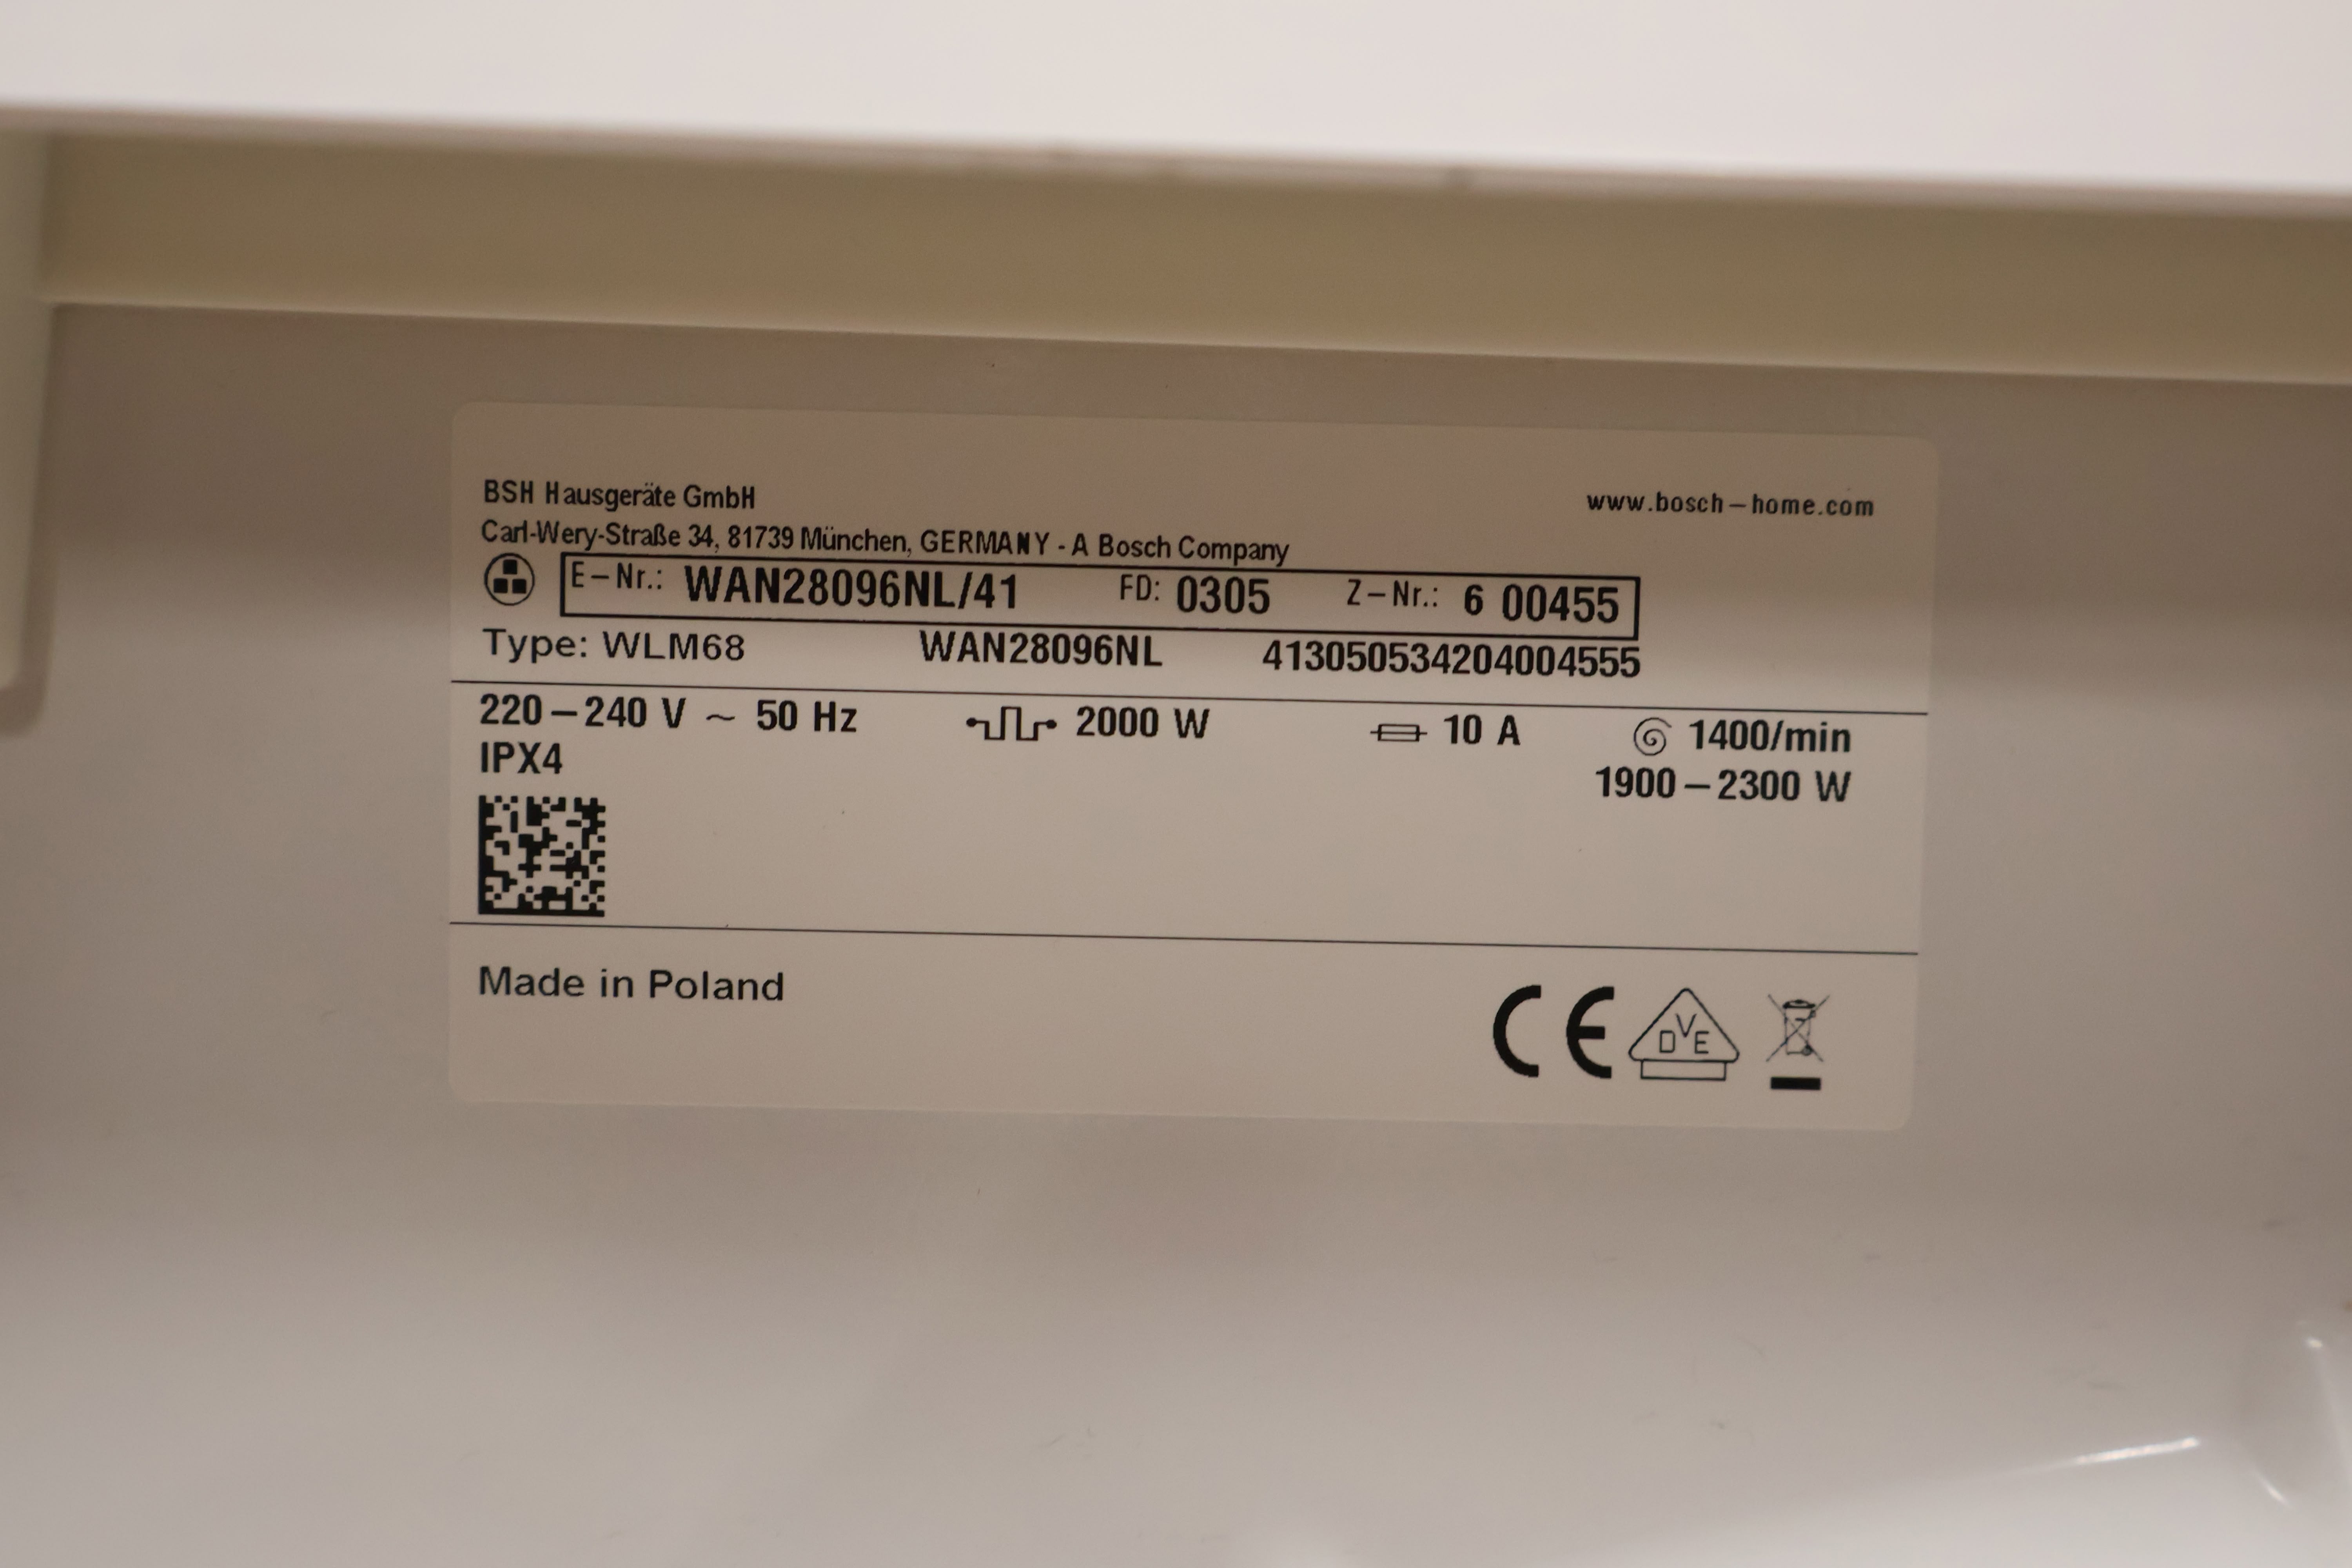 BSH Hausgeräte GmbH www.bosch-home.com
Carl-Wery-Straße 34, 81739 München, GERMANY - A Bosch Company
E-Nr.: WAN28096NL/41 FD: 0305 Z-Nr.: 6 00455
Type: WLM68 WAN28096NL 413050534204004555
220-240 V ~ 50 Hz 2000 W 10 A 1400/min
IPX4 1900-2300 W
Made in Poland
CE DVE